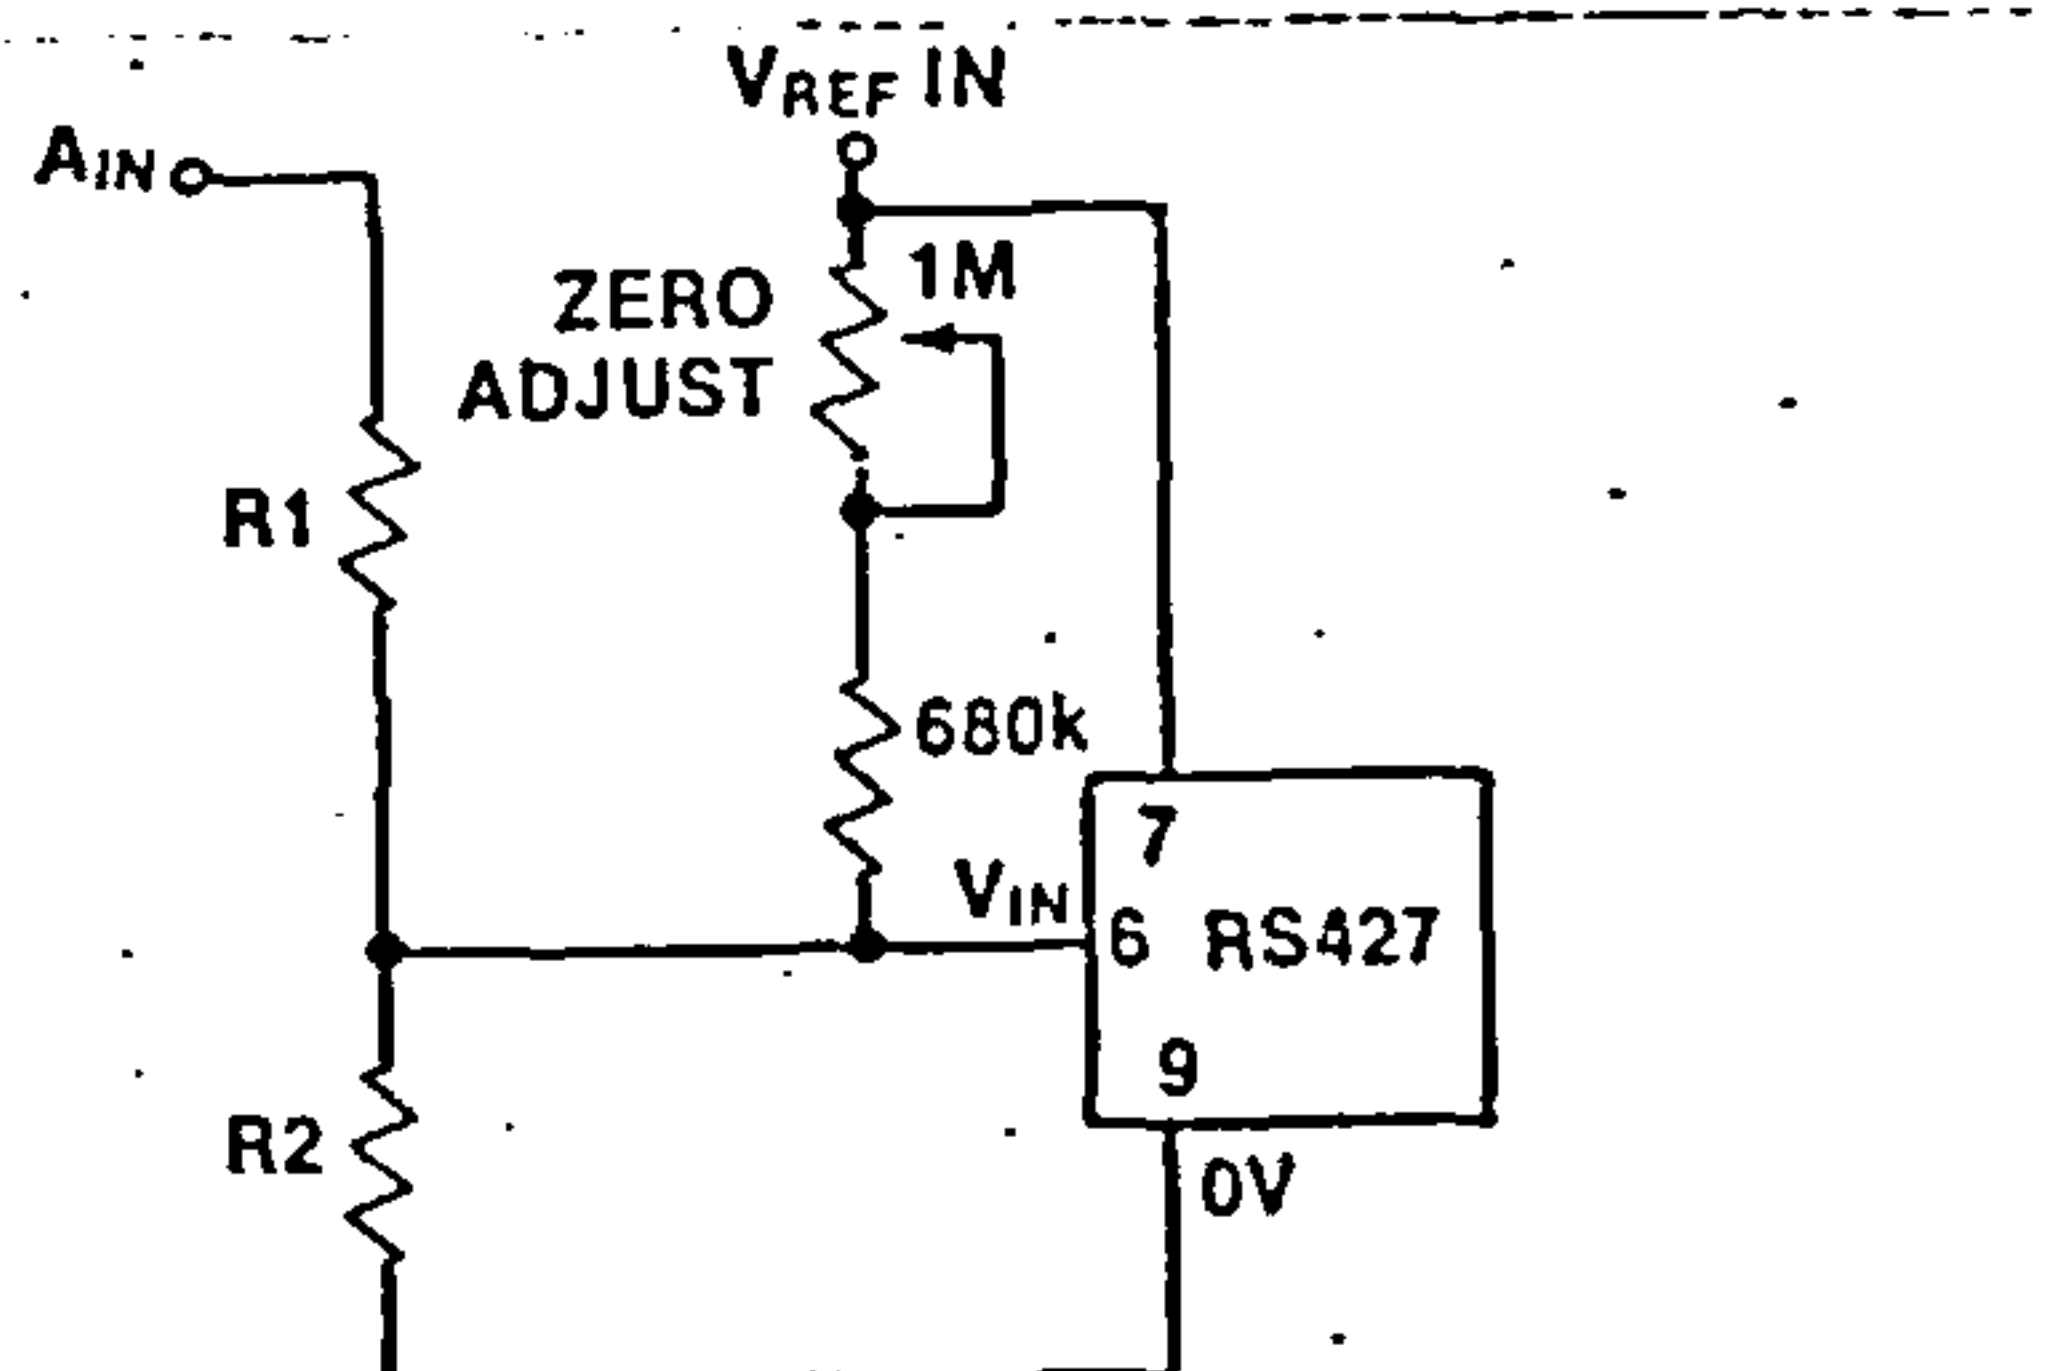 VREF IN
AIN
1M
ZERO
ADJUST
R1
680k
VIN
7
6 RS427
9
R2
0V